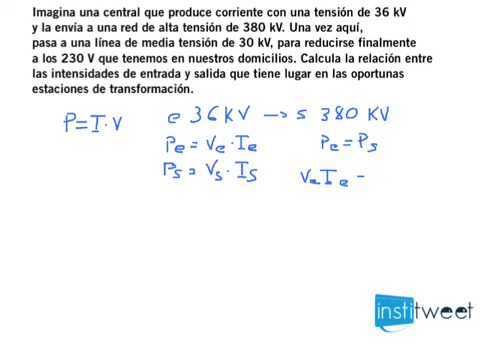 Imagina una central que produce corriente con una tensión de 36 kV
y la envía a una red de alta tensión de 380 kV. Una vez aquí,
pasa a una línea de media tensión de 30 kV, para reducirse finalmente
a los 230 V que tenemos en nuestros domicilios. Calcula la relación entre
las intensidades de entrada y salida que tiene lugar en las oportunas
estaciones de transformación.
P = I · V
e 36 KV → s 380 KV
Pe = Ve · Ie
Pe = Ps
Ps = Vs · Is
Ve Ie =
institweet